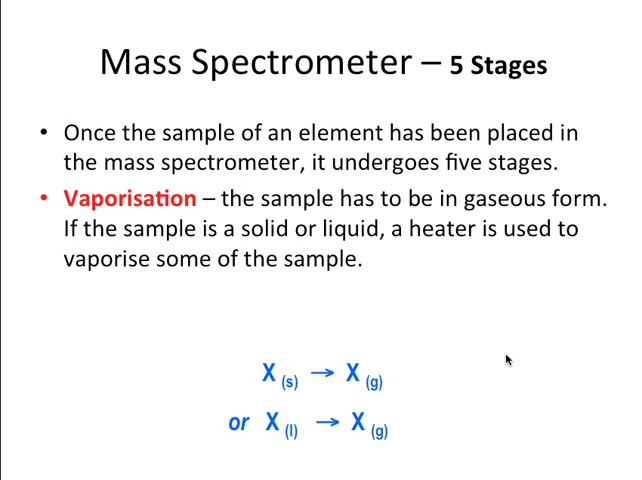 Mass Spectrometer – 5 Stages
• Once the sample of an element has been placed in
the mass spectrometer, it undergoes five stages.
• Vaporisation – the sample has to be in gaseous form.
If the sample is a solid or liquid, a heater is used to
vaporise some of the sample.
X (s) → X (g)
or X (l) → X (g)